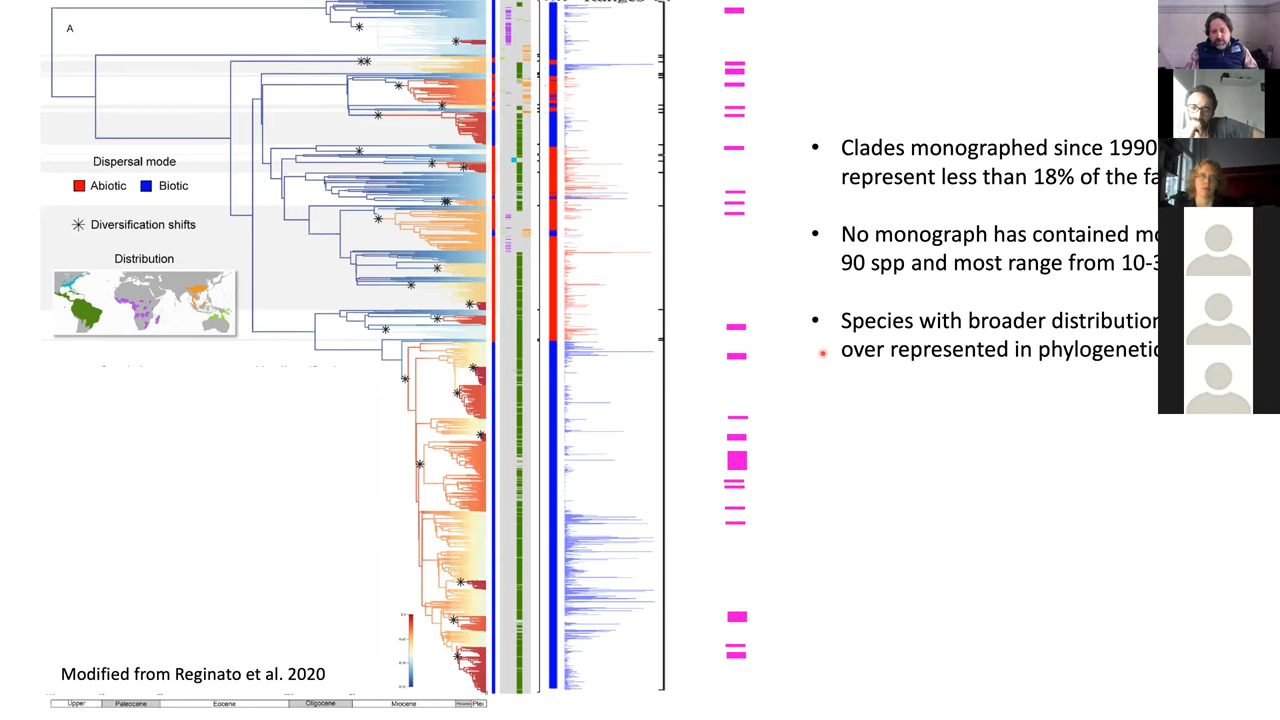 Ranges
A
Dispersal mode
Abiotic
Biotic
Diversification shifts
Distribution
• Clades monographed since 1990
represent less than 18% of the fa
• No monograph has contained mo
90 spp and most range from 10-3
• Species with broader distribution
over represented in phylogenetic
Modified from Reginato et al. 2020
Upper Paleocene Eocene Oligocene Miocene Plei